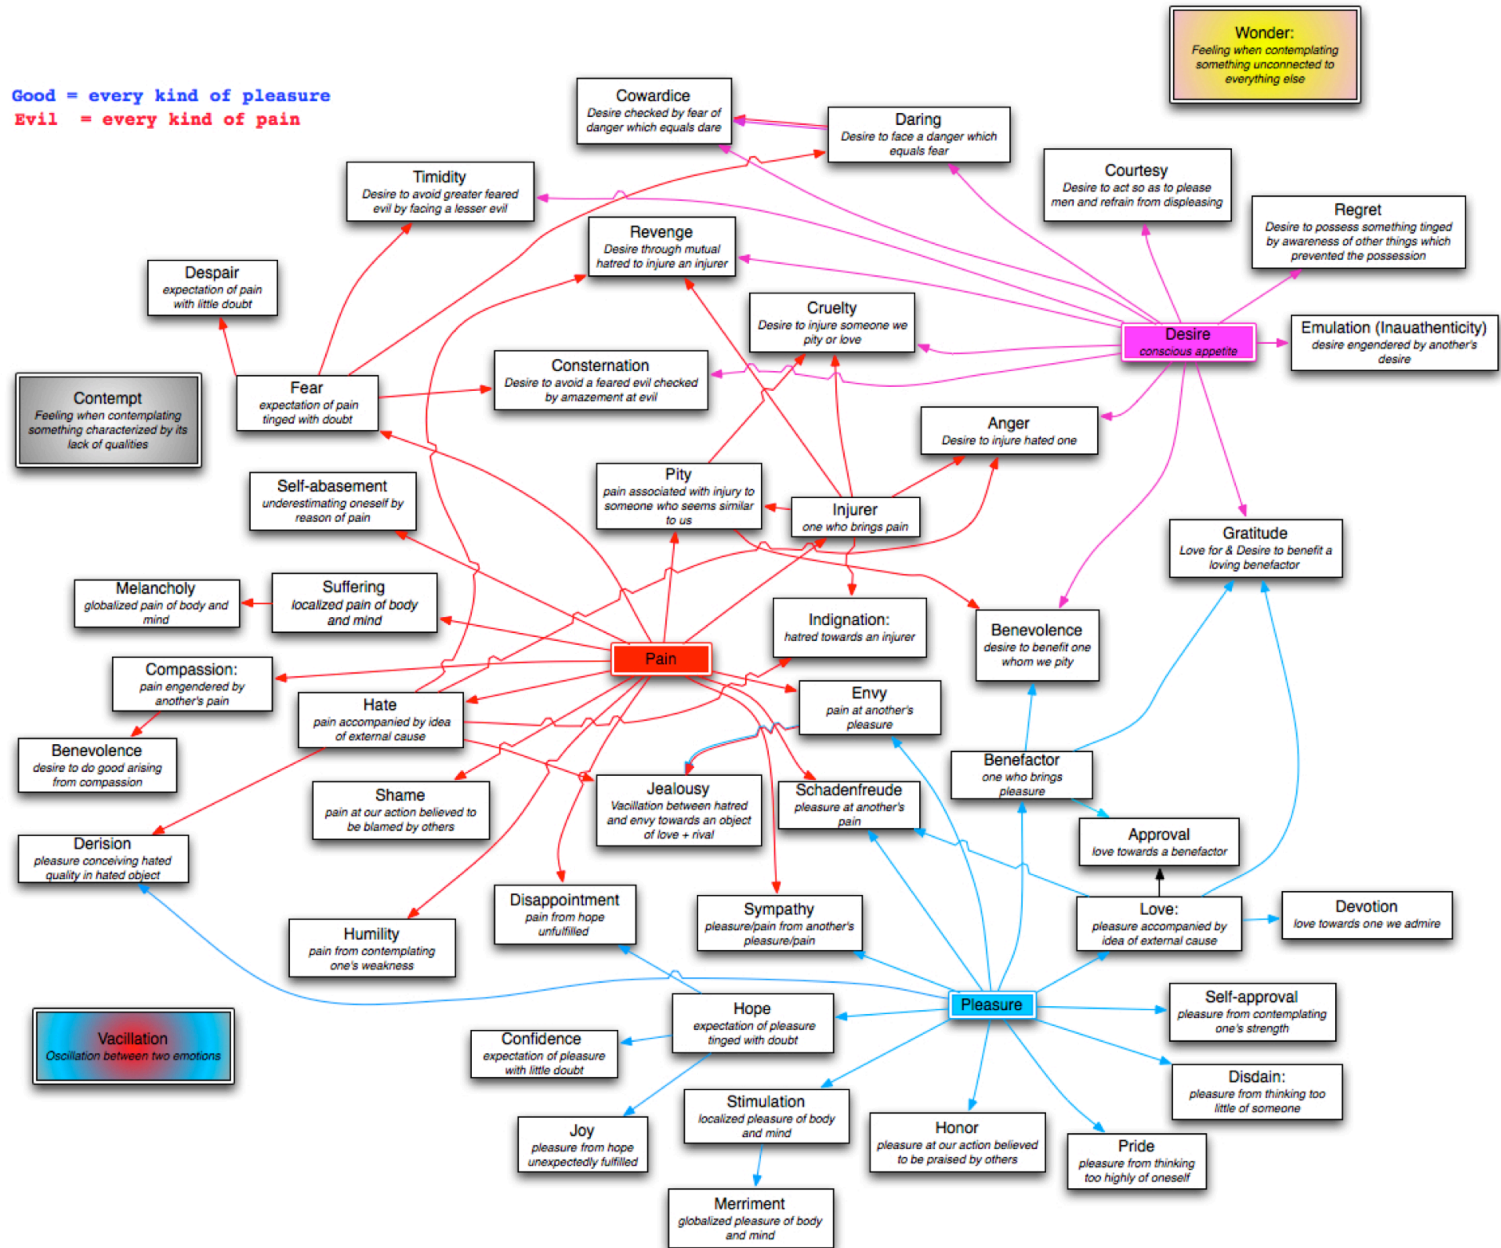 Wonder:
Feeling when contemplating
something unconnected to
everything else
Good = every kind of pleasure
Evil = every kind of pain
Cowardice
Desire checked by fear of
danger which equals dare
Daring
Desire to face a danger which
equals fear
Timidity
Desire to avoid greater feared
evil by facing a lesser evil
Courtesy
Desire to act so as to please
men and refrain from displeasing
Regret
Desire to possess something tinged
by awareness of other things which
prevented the possession
Revenge
Desire through mutual
hatred to injure an injurer
Despair
expectation of pain
with little doubt
Cruelty
Desire to injure someone we
pity or love
Desire
conscious appetite
Emulation (Inauathenticity)
desire engendered by another's
desire
Consternation
Desire to avoid a feared evil checked
by amazement at evil
Fear
expectation of pain
tinged with doubt
Contempt
Feeling when contemplating
something characterized by its
lack of qualities
Anger
Desire to injure hated one
Self-abasement
underestimating oneself by
reason of pain
Pity
pain associated with injury to
someone who seems similar
to us
Injurer
one who brings pain
Gratitude
Love for & Desire to benefit a
loving benefactor
Melancholy
globalized pain of body and
mind
Suffering
localized pain of body
and mind
Indignation:
hatred towards an injurer
Benevolence
desire to benefit one
whom we pity
Pain
Compassion:
pain engendered by
another's pain
Hate
pain accompanied by idea
of external cause
Envy
pain at another's
pleasure
Benevolence
desire to do good arising
from compassion
Benefactor
one who brings
pleasure
Shame
pain at our action believed to
be blamed by others
Jealousy
Vacillation between hatred
and envy towards an object
of love + rival
Schadenfreude
pleasure at another's
pain
Approval
love towards a benefactor
Derision
pleasure conceiving hated
quality in hated object
Disappointment
pain from hope
unfulfilled
Sympathy
pleasure/pain from another's
pleasure/pain
Love:
pleasure accompanied by
idea of external cause
Devotion
love towards one we admire
Humility
pain from contemplating
one's weakness
Pleasure
Self-approval
pleasure from contemplating
one's strength
Hope
expectation of pleasure
tinged with doubt
Vacillation
Oscillation between two emotions
Confidence
expectation of pleasure
with little doubt
Disdain:
pleasure from thinking too
little of someone
Stimulation
localized pleasure of body
and mind
Joy
pleasure from hope
unexpectedly fulfilled
Honor
pleasure at our action believed
to be praised by others
Pride
pleasure from thinking
too highly of oneself
Merriment
globalized pleasure of body
and mind